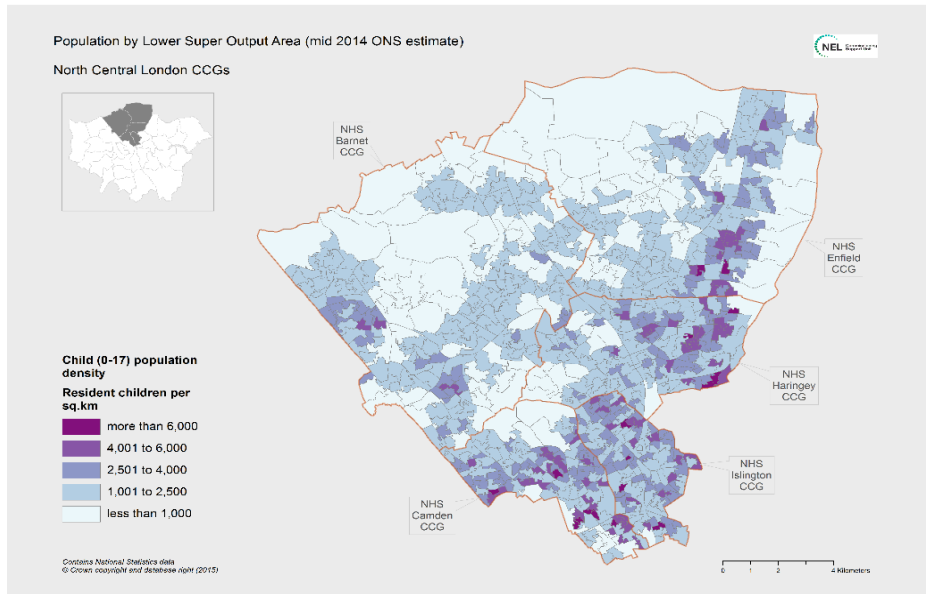 Population by Lower Super Output Area (mid 2014 ONS estimate)
North Central London CCGs
NEL Commissioning
Support Unit
NHS
Barnet
CCG
NHS
Enfield
CCG
NHS
Haringey
CCG
NHS
Islington
CCG
NHS
Camden
CCG
Child (0-17) population
density
Resident children per
sq.km
more than 6,000
4,001 to 6,000
2,501 to 4,000
1,001 to 2,500
less than 1,000
Contains National Statistics data
© Crown copyright and database right (2015)
0 1 2 4 Kilometers